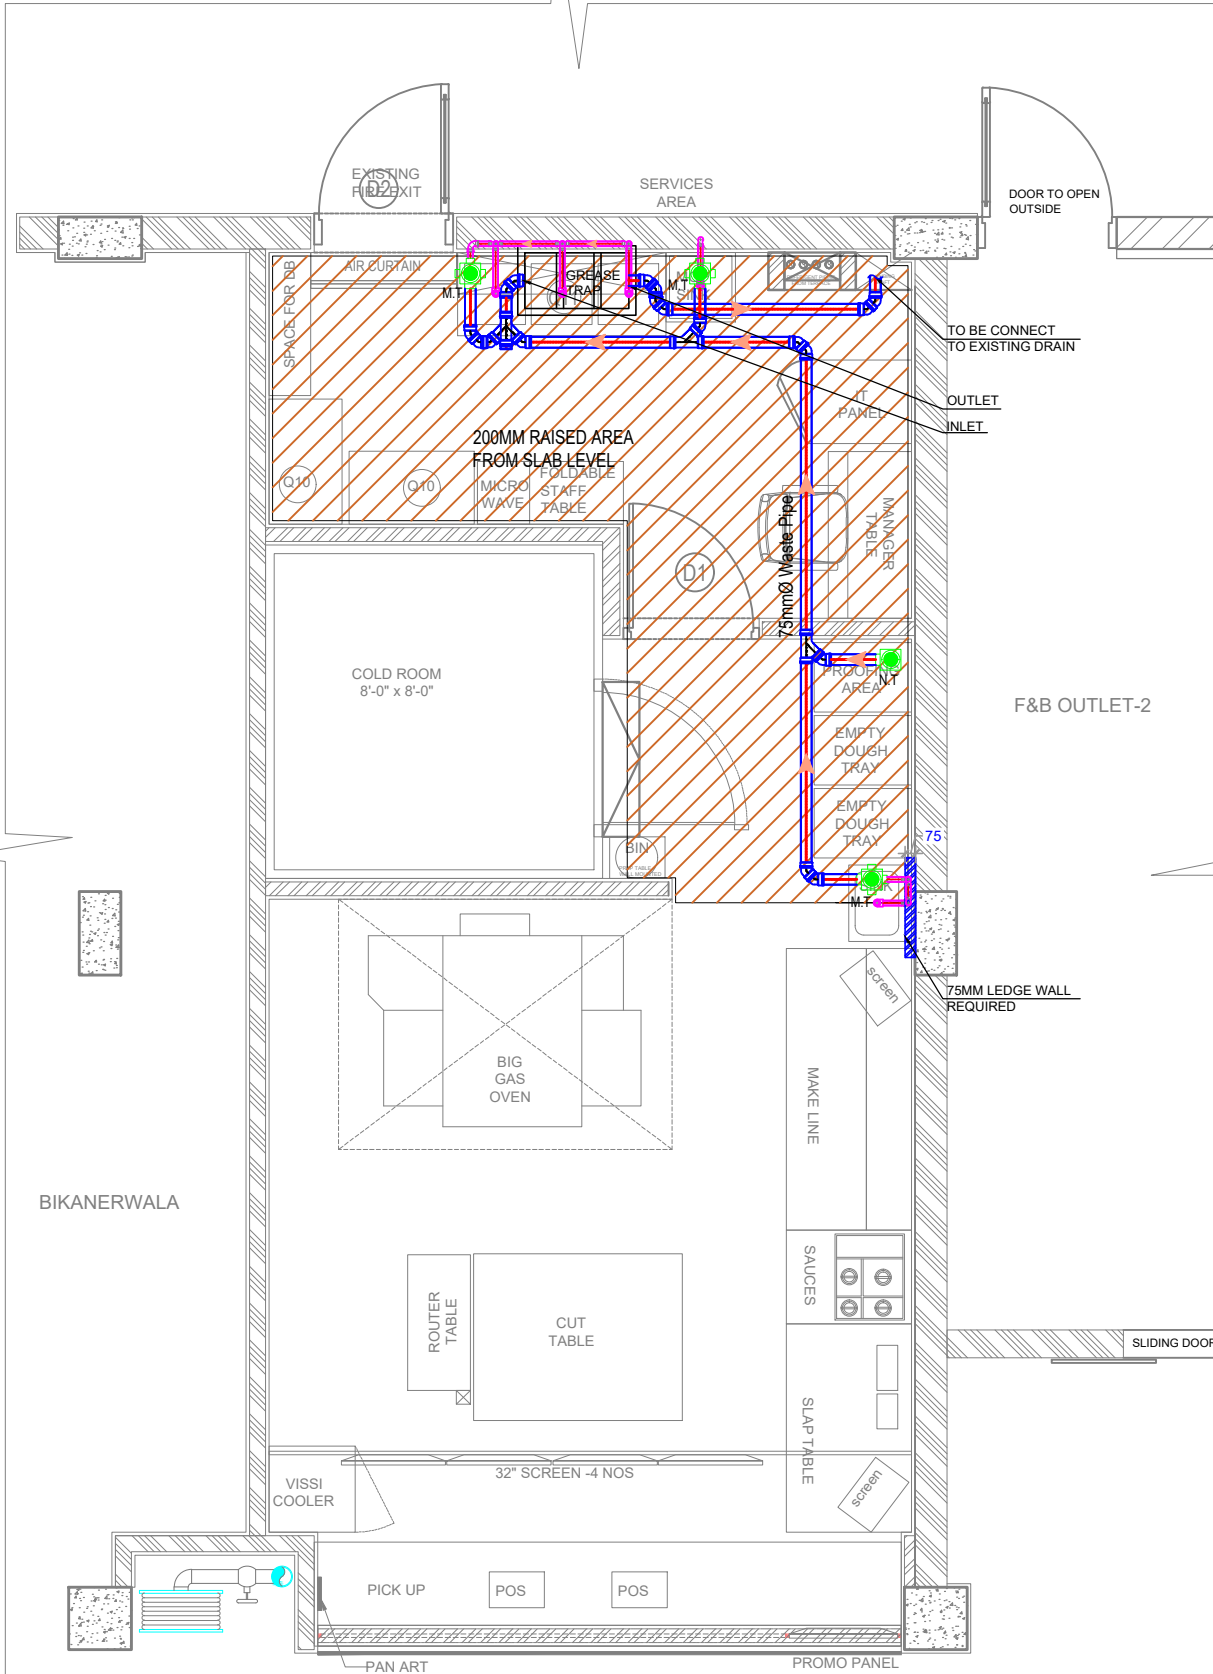 EXISTING
FIRE EXIT
D2
SERVICES
AREA
DOOR TO OPEN
OUTSIDE
AIR CURTAIN
SPACE FOR DB
M.T
GREASE
TRAP
M.T
SINK
TO BE CONNECT
TO EXISTING DRAIN
OUTLET
INLET
IT
PANEL
200MM RAISED AREA
FROM SLAB LEVEL
Q10
Q10
MICRO
WAVE
FOLDABLE
STAFF
TABLE
75mmØ Waste Pipe
MANAGER
TABLE
D1
COLD ROOM
8'-0" x 8'-0"
PROOFING
AREA
N.T
F&B OUTLET-2
EMPTY
DOUGH
TRAY
EMPTY
DOUGH
TRAY
75
BIN
SINK
M.T
screen
75MM LEDGE WALL
REQUIRED
BIG
GAS
OVEN
MAKE LINE
BIKANERWALA
SAUCES
ROUTER
TABLE
CUT
TABLE
SLIDING DOOR
SLAP TABLE
32" SCREEN -4 NOS
VISSI
COOLER
screen
PICK UP
POS
POS
PAN ART
PROMO PANEL